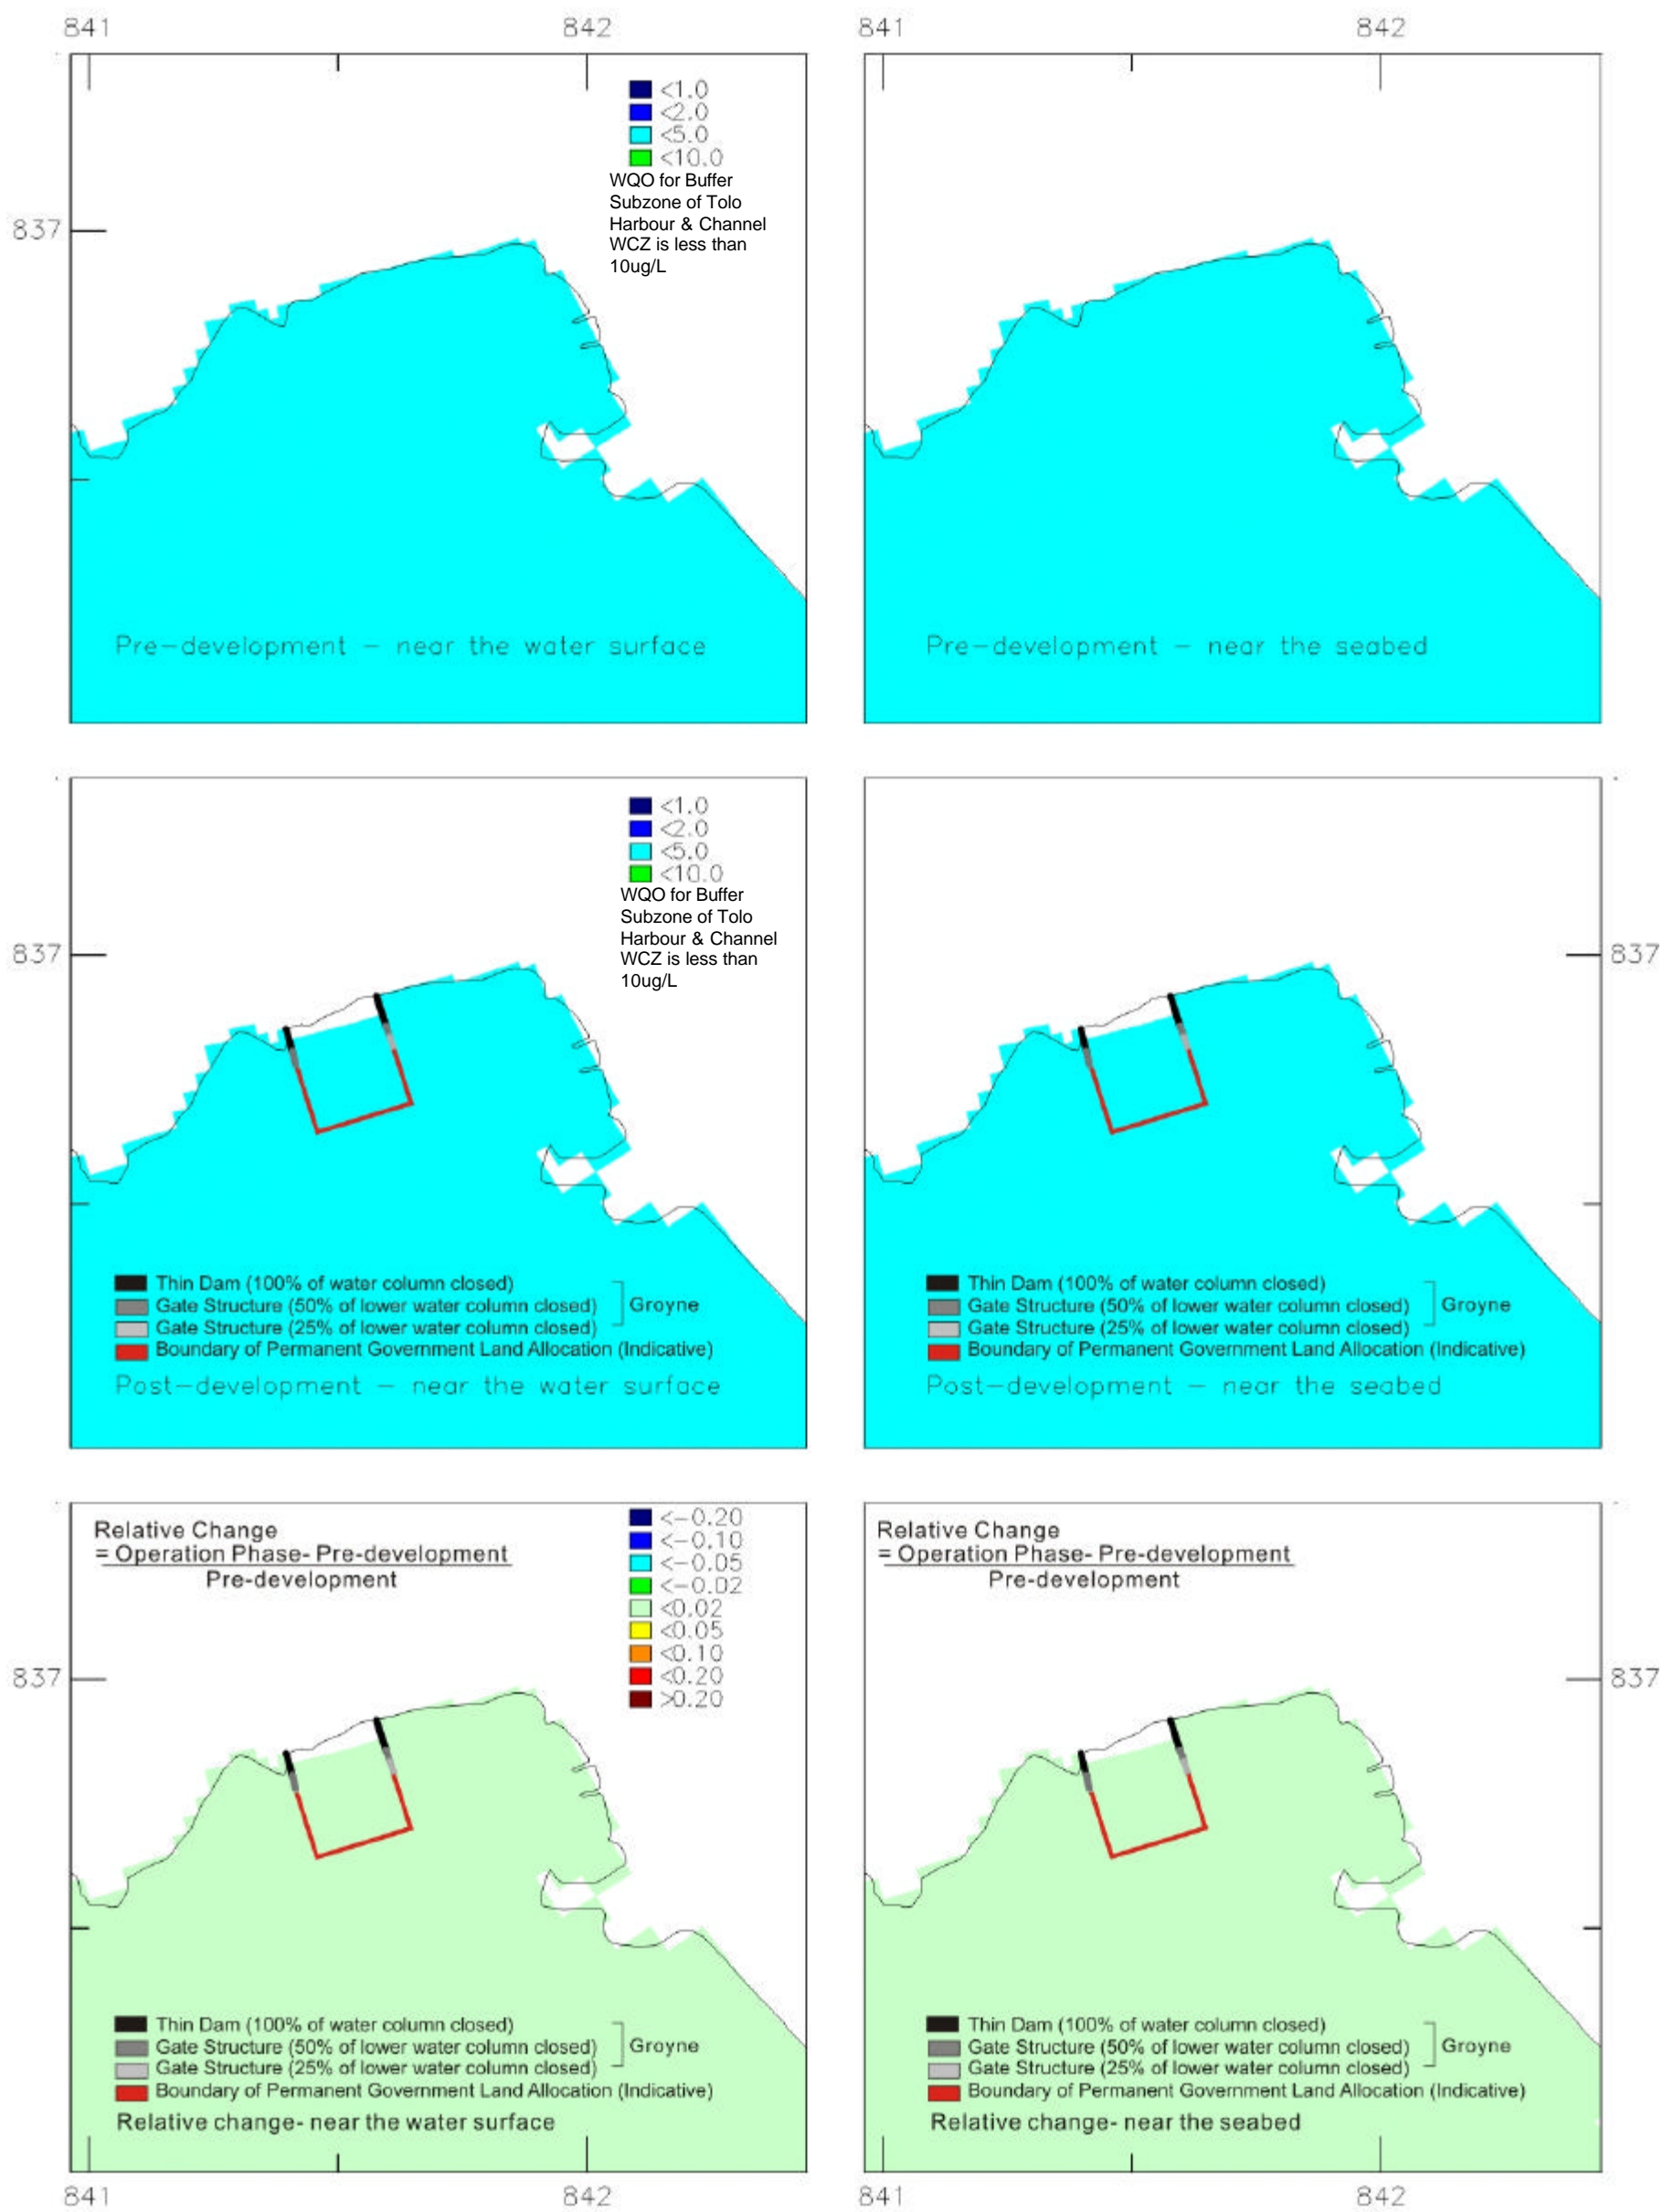 841
842
841
842
<1.0
<2.0
<5.0
<10.0
WQO for Buffer
Subzone of Tolo
Harbour & Channel
WCZ is less than
10ug/L
837
Pre-development - near the water surface
Pre-development - near the seabed
<1.0
<2.0
<5.0
<10.0
WQO for Buffer
Subzone of Tolo
Harbour & Channel
WCZ is less than
10ug/L
837
837
Thin Dam (100% of water column closed)
Gate Structure (50% of lower water column closed)
Groyne
Gate Structure (25% of lower water column closed)
Boundary of Permanent Government Land Allocation (Indicative)
Post-development - near the water surface
Thin Dam (100% of water column closed)
Gate Structure (50% of lower water column closed)
Groyne
Gate Structure (25% of lower water column closed)
Boundary of Permanent Government Land Allocation (Indicative)
Post-development - near the seabed
Relative Change
= Operation Phase- Pre-development
Pre-development
<-0.20
<-0.10
<-0.05
<-0.02
<0.02
<0.05
<0.10
<0.20
>0.20
Relative Change
= Operation Phase- Pre-development
Pre-development
837
837
Thin Dam (100% of water column closed)
Gate Structure (50% of lower water column closed)
Groyne
Gate Structure (25% of lower water column closed)
Boundary of Permanent Government Land Allocation (Indicative)
Relative change- near the water surface
Thin Dam (100% of water column closed)
Gate Structure (50% of lower water column closed)
Groyne
Gate Structure (25% of lower water column closed)
Boundary of Permanent Government Land Allocation (Indicative)
Relative change- near the seabed
841
842
841
842